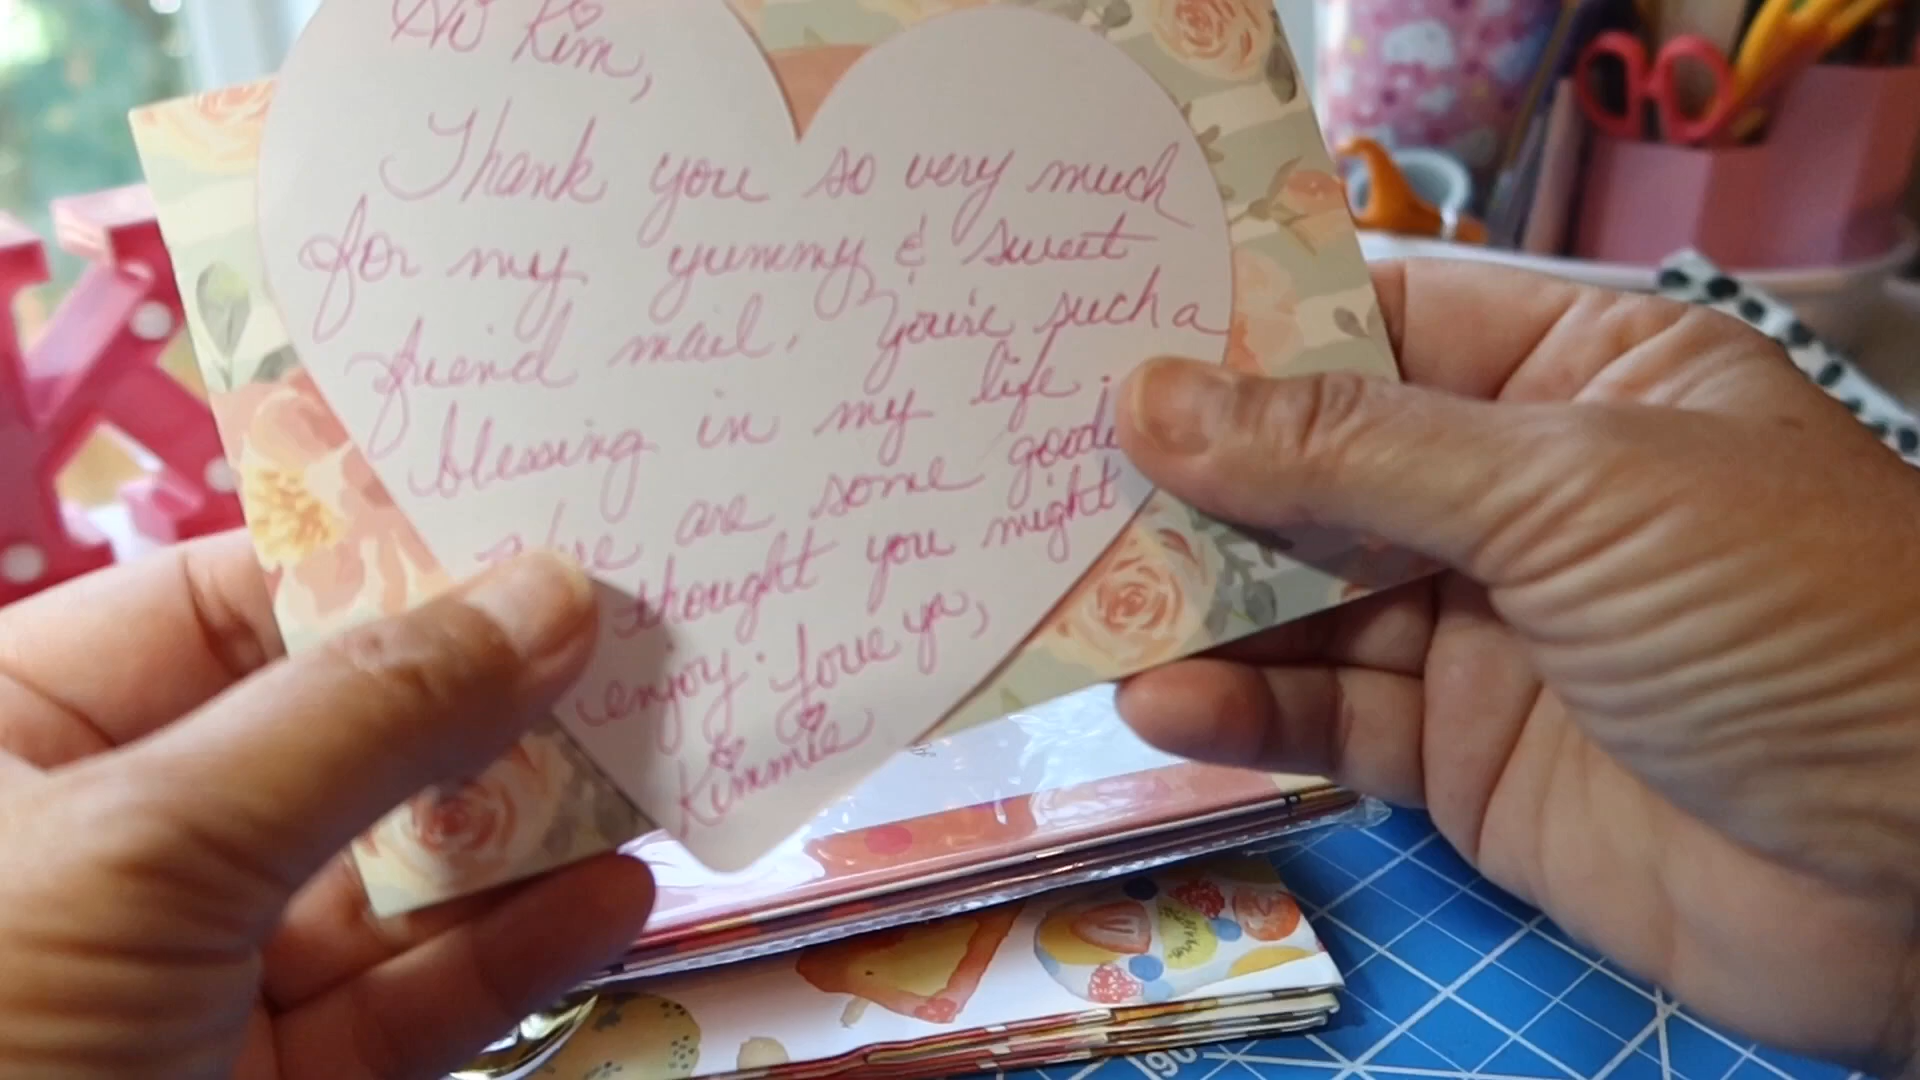 Hi Kim,
Thank you so very much
for my yummy & sweet
friend mail. You're such a
blessing in my life.
Here are some
thought you might
enjoy. Love ya,
Kimmie